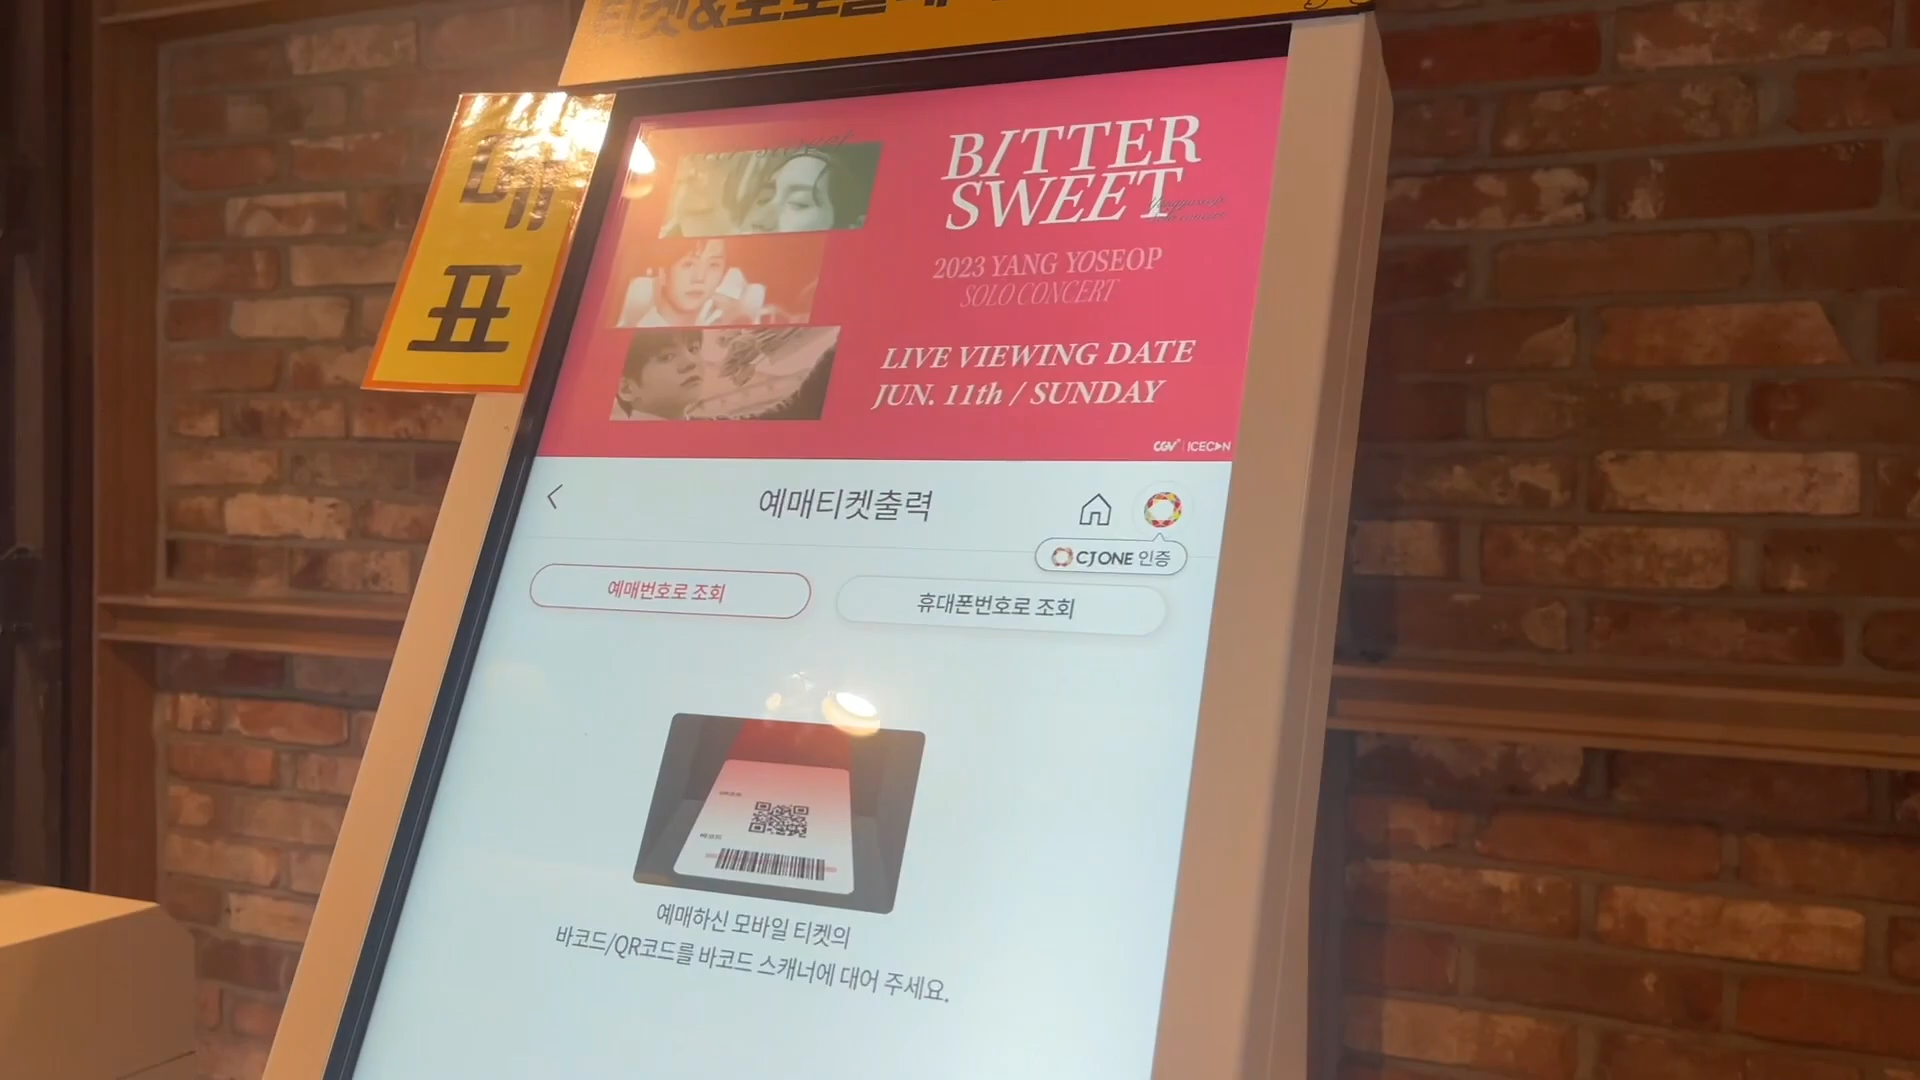 매
표
BITTER
SWEET
2023 YANG YOSEOP
SOLO CONCERT
LIVE VIEWING DATE
JUN. 11th / SUNDAY
CGV ICECON
예매티켓출력
CJ ONE 인증
예매번호로 조회
휴대폰번호로 조회
예매하신 모바일 티켓의
바코드/QR코드를 바코드 스캐너에 대어 주세요.